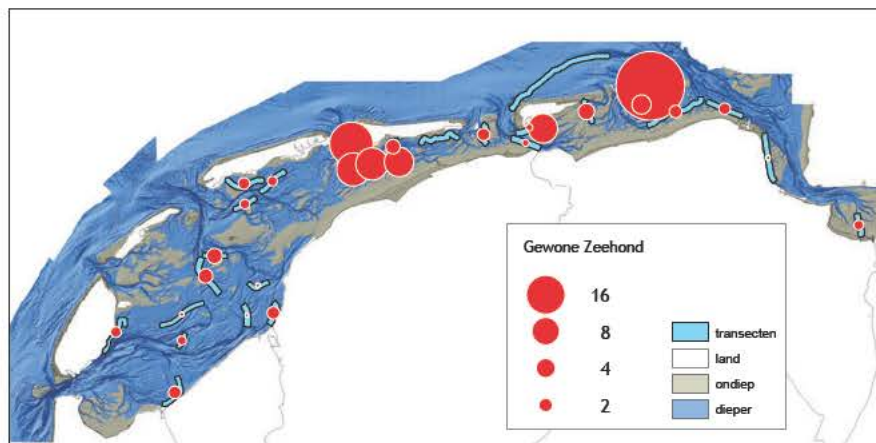 Gewone Zeehond
16
8
4
2
transecten
land
ondiep
dieper